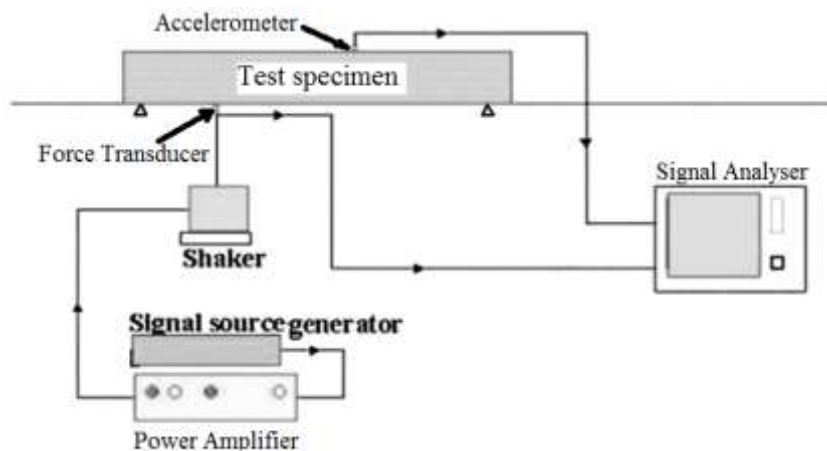 Accelerometer
Test specimen
Force Transducer
Signal Analyser
Shaker
Signal source generator
Power Amplifier